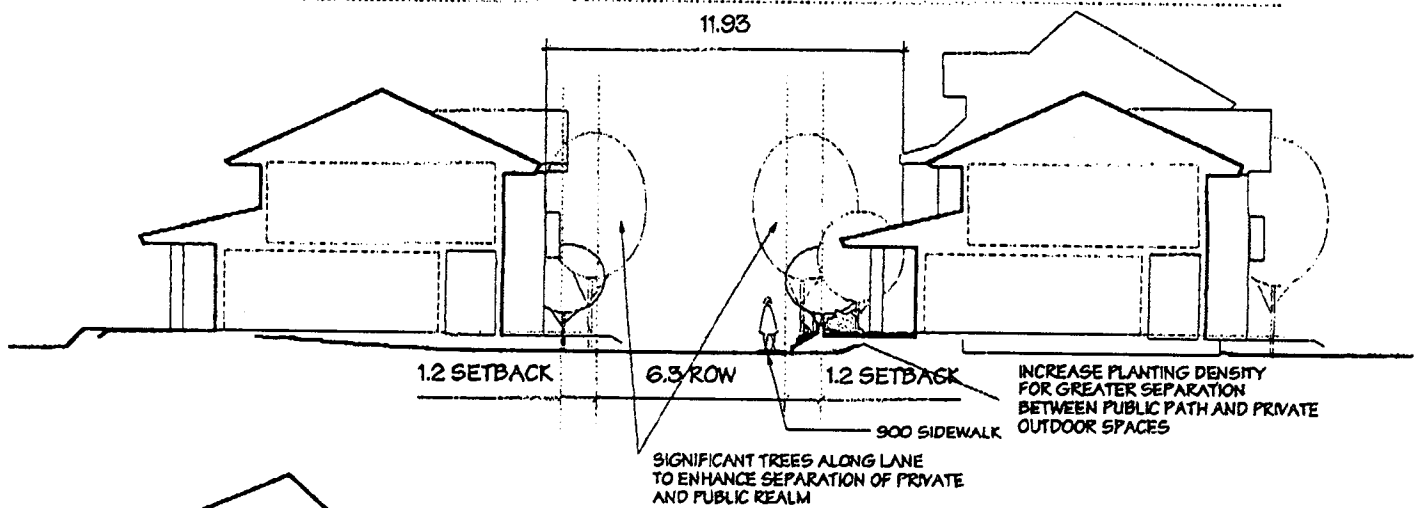 11.93
1.2 SETBACK
6.3 ROW
1.2 SETBACK
INCREASE PLANTING DENSITY
FOR GREATER SEPARATION
BETWEEN PUBLIC PATH AND PRIVATE
OUTDOOR SPACES
900 SIDEWALK
SIGNIFICANT TREES ALONG LANE
TO ENHANCE SEPARATION OF PRIVATE
AND PUBLIC REALM